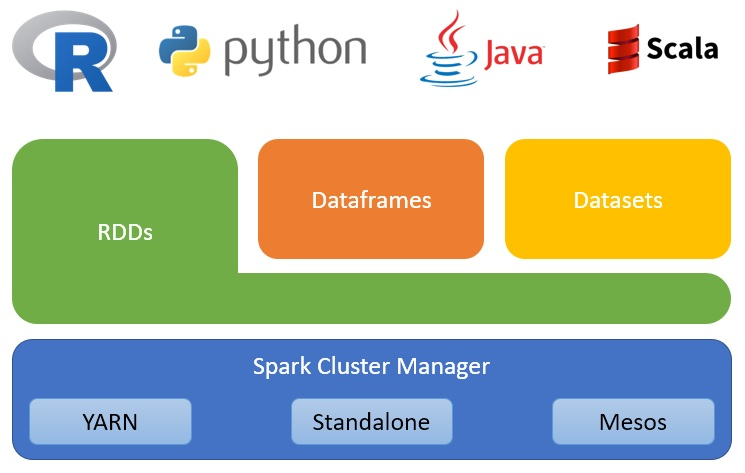 R
python
Java
Scala
RDDs
Dataframes
Datasets
Spark Cluster Manager
YARN
Standalone
Mesos